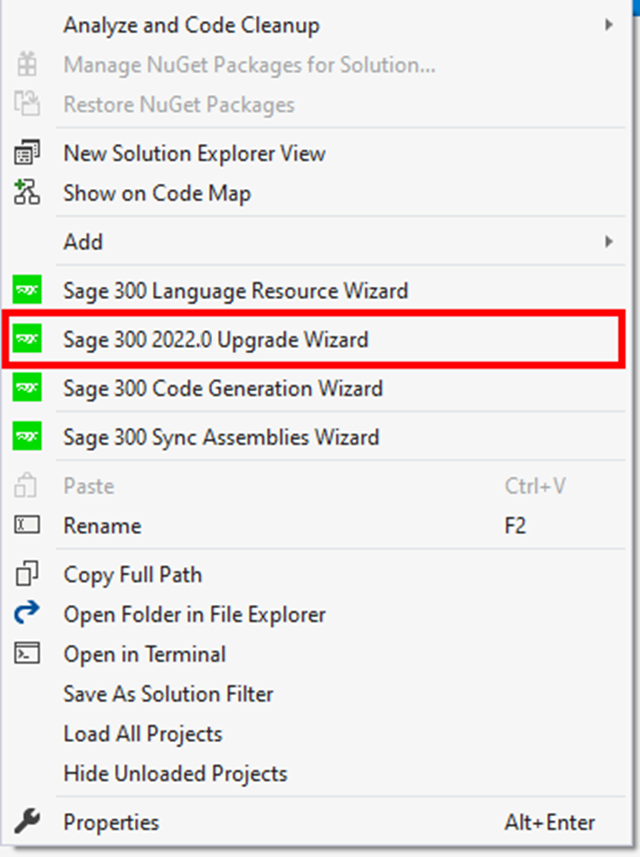 Analyze and Code Cleanup
Manage NuGet Packages for Solution...
Restore NuGet Packages
New Solution Explorer View
Show on Code Map
Add
Sage 300 Language Resource Wizard
Sage 300 2022.0 Upgrade Wizard
Sage 300 Code Generation Wizard
Sage 300 Sync Assemblies Wizard
Paste Ctrl+V
Rename F2
Copy Full Path
Open Folder in File Explorer
Open in Terminal
Save As Solution Filter
Load All Projects
Hide Unloaded Projects
Properties Alt+Enter